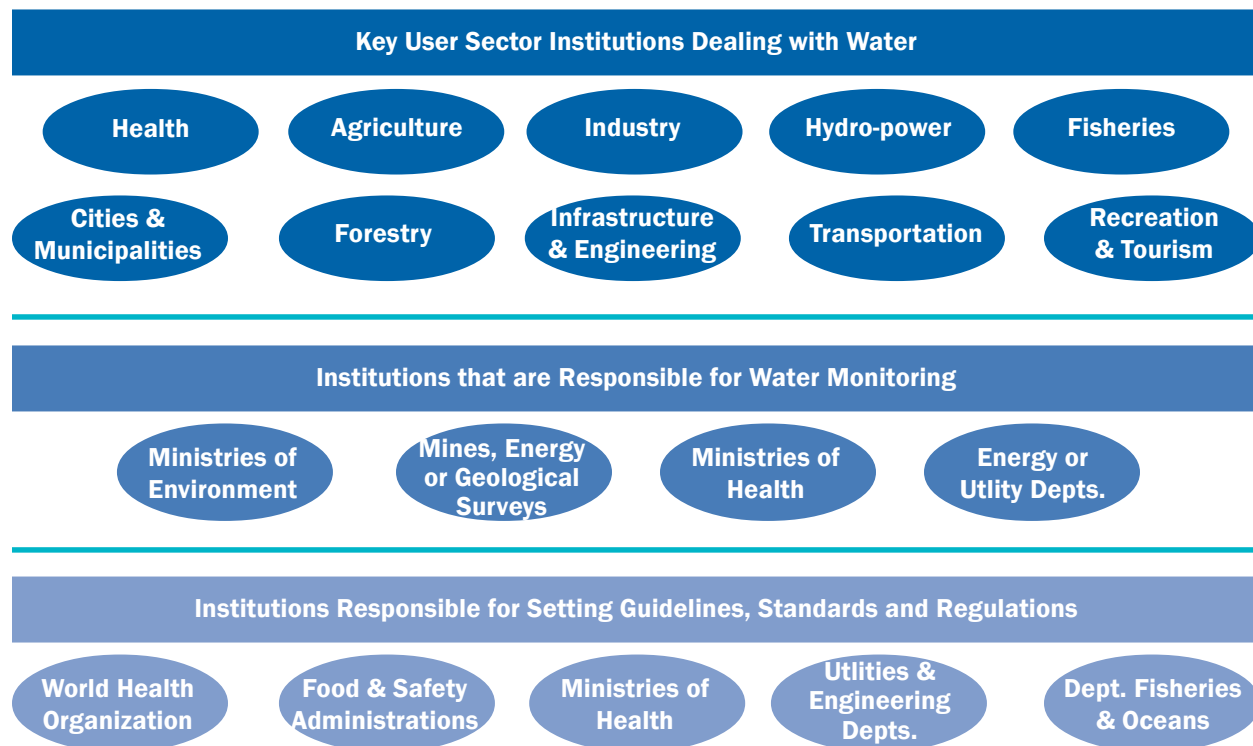 Key User Sector Institutions Dealing with Water
Health
Agriculture
Industry
Hydro-power
Fisheries
Cities &
Municipalities
Forestry
Infrastructure
& Engineering
Transportation
Recreation
& Tourism
Institutions that are Responsible for Water Monitoring
Ministries of
Environment
Mines, Energy
or Geological
Surveys
Ministries of
Health
Energy or
Utlity Depts.
Institutions Responsible for Setting Guidelines, Standards and Regulations
World Health
Organization
Food & Safety
Administrations
Ministries of
Health
Utlities &
Engineering
Depts.
Dept. Fisheries
& Oceans